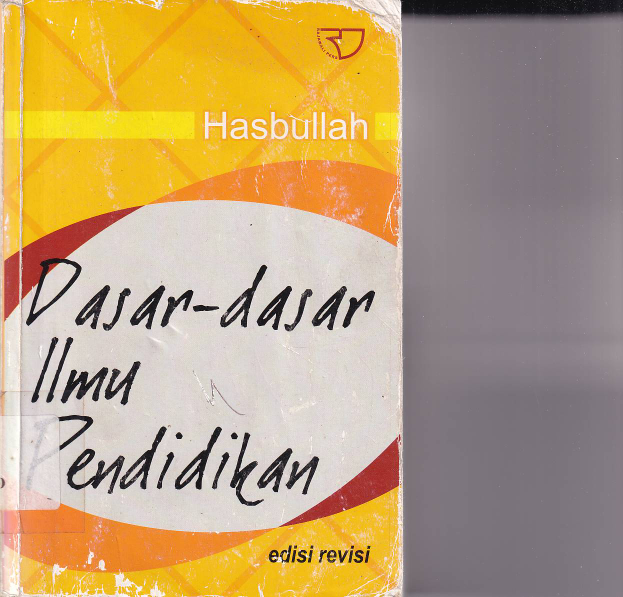 Hasbullah
Dasar-dasar
Ilmu
Pendidikan
edisi revisi